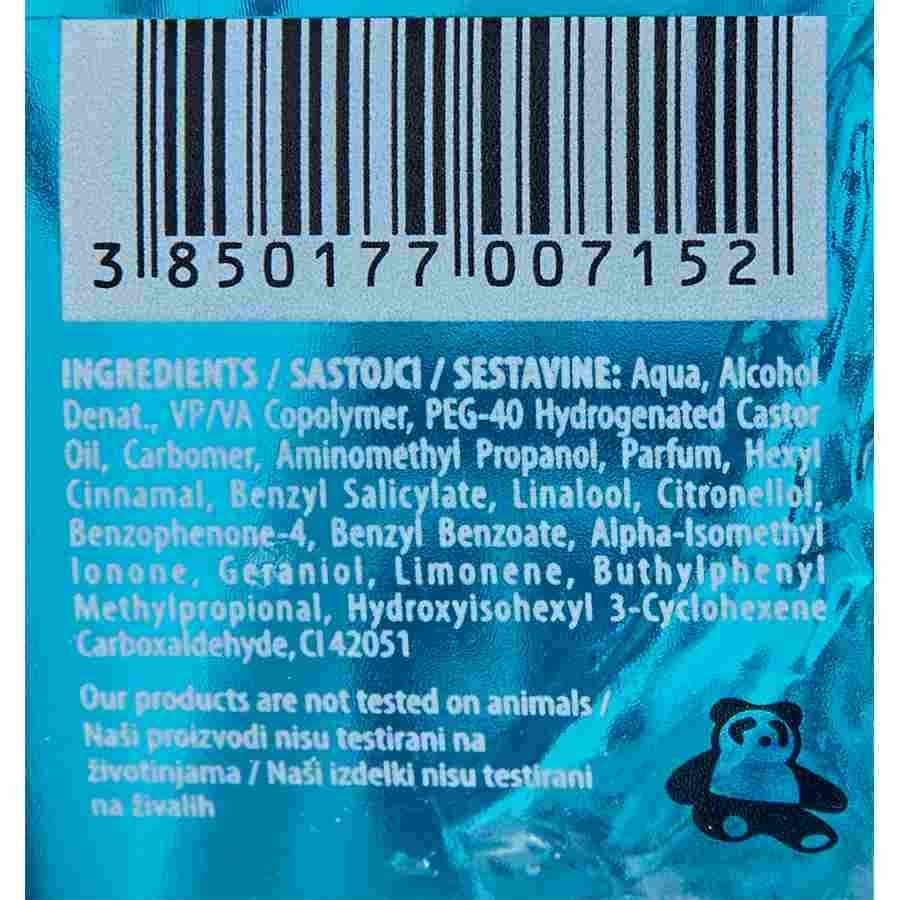 3 850177 007152
INGREDIENTS / SASTOJCI / SESTAVINE: Aqua, Alcohol
Denat., VP/VA Copolymer, PEG-40 Hydrogenated Castor
Oil, Carbomer, Aminomethyl Propanol, Parfum, Hexyl
Cinnamal, Benzyl Salicylate, Linalool, Citronellol,
Benzophenone-4, Benzyl Benzoate, Alpha-Isomethyl
Ionone, Geraniol, Limonene, Buthylphenyl
Methylpropional, Hydroxyisohexyl 3-Cyclohexene
Carboxaldehyde, CI 42051
Our products are not tested on animals /
Naši proizvodi nisu testirani na
životinjama / Naši izdelki nisu testirani
na živalih